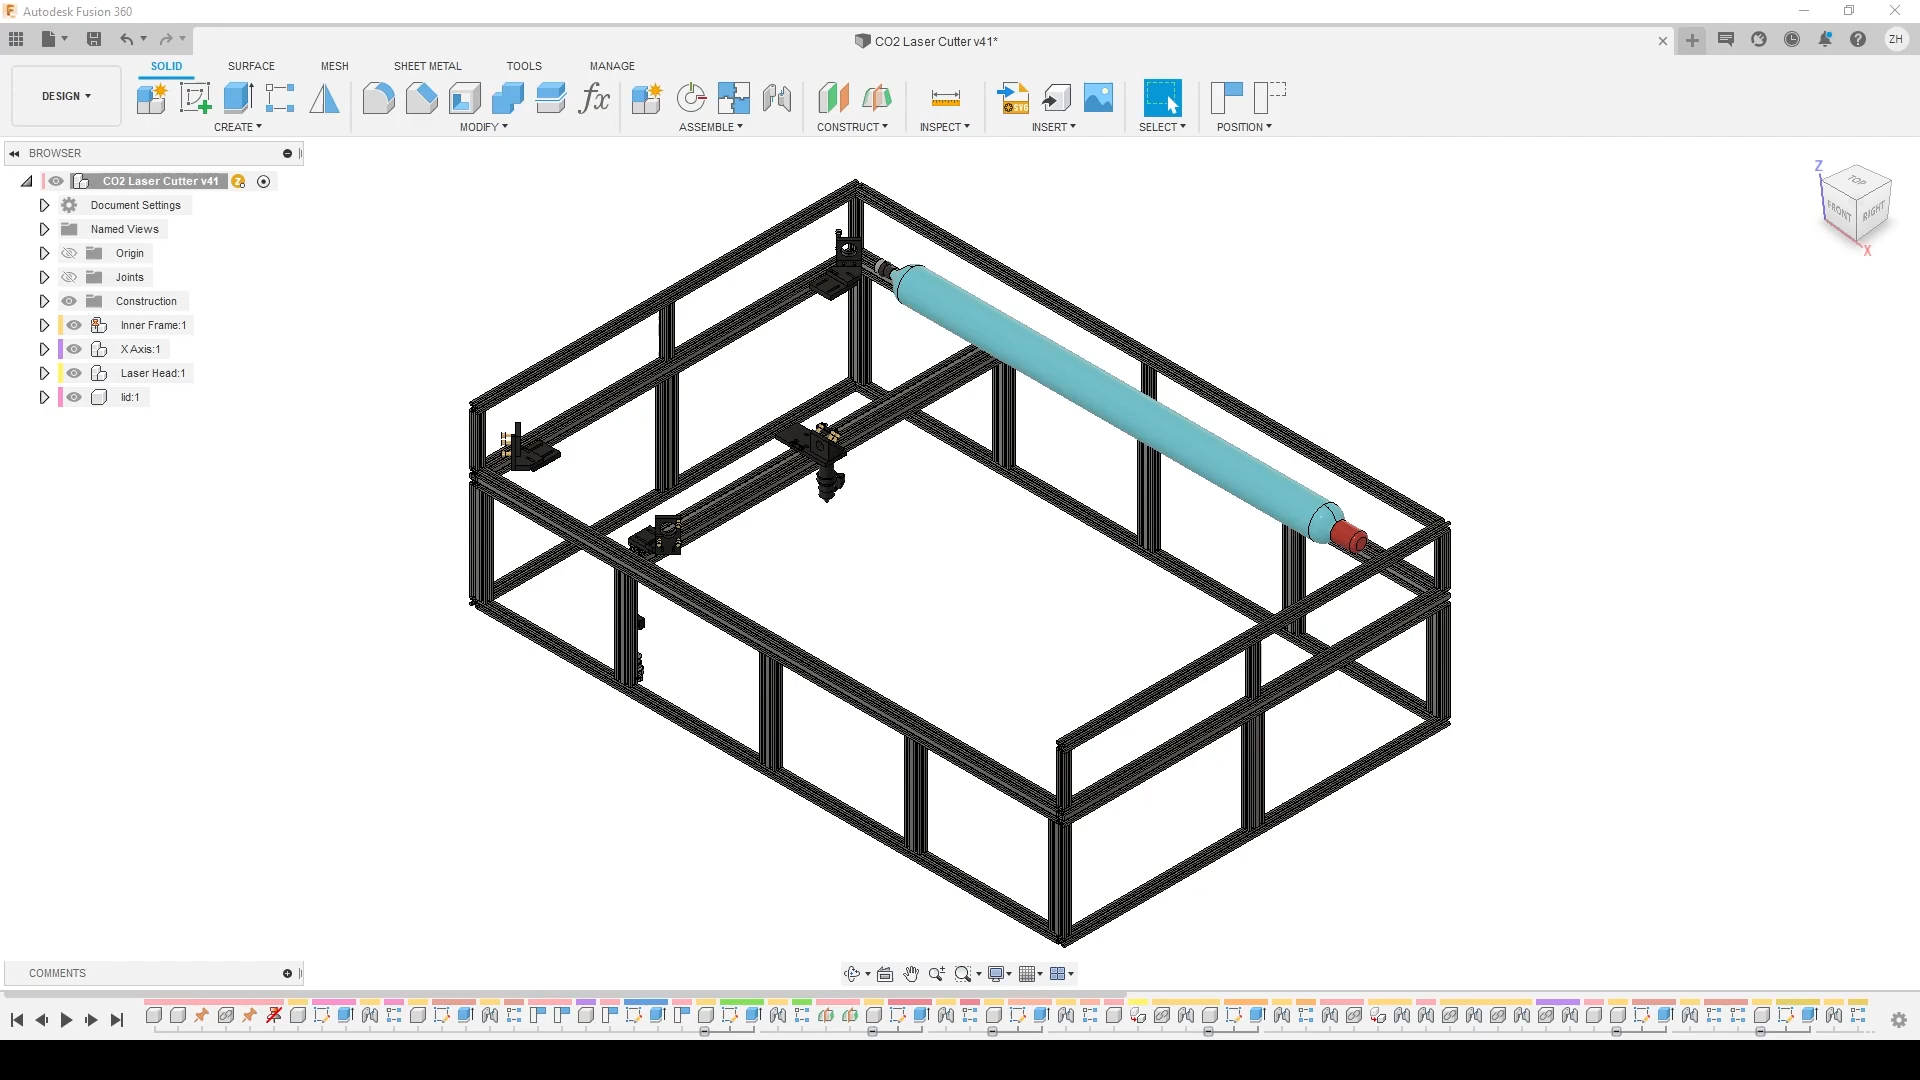 Autodesk Fusion 360
CO2 Laser Cutter v41*
ZH
DESIGN
SOLID SURFACE MESH SHEET METAL TOOLS MANAGE
fx
SVG
CREATE MODIFY ASSEMBLE CONSTRUCT INSPECT INSERT SELECT POSITION
BROWSER
CO2 Laser Cutter v41
Document Settings
Named Views
Origin
Joints
Construction
Inner Frame:1
X Axis:1
Laser Head:1
lid:1
Z
TOP
FRONT
RIGHT
X
COMMENTS